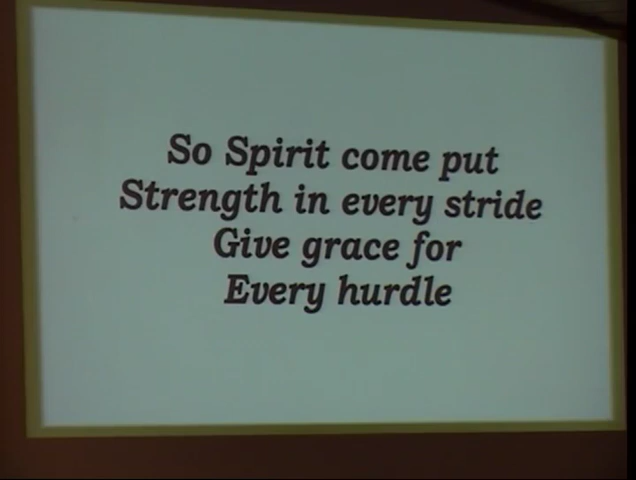 So Spirit come put
Strength in every stride
Give grace for
Every hurdle